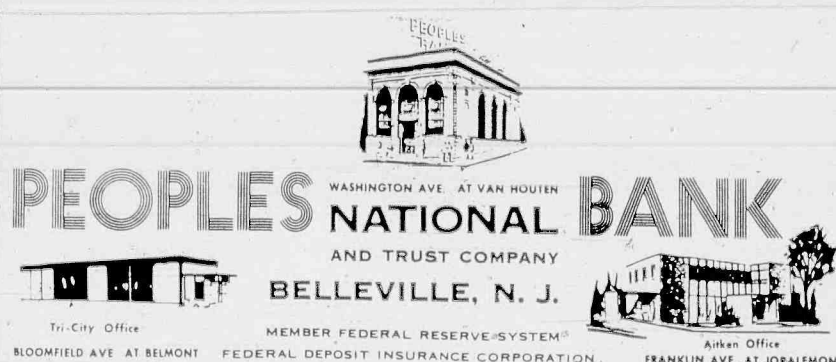 PEOPLES
WASHINGTON AVE. AT VAN HOUTEN
PEOPLES NATIONAL BANK
AND TRUST COMPANY
BELLEVILLE, N. J.
Tri-City Office
BLOOMFIELD AVE AT BELMONT
MEMBER FEDERAL RESERVE SYSTEM
FEDERAL DEPOSIT INSURANCE CORPORATION
Aitken Office
FRANKLIN AVE. AT JORALEMON